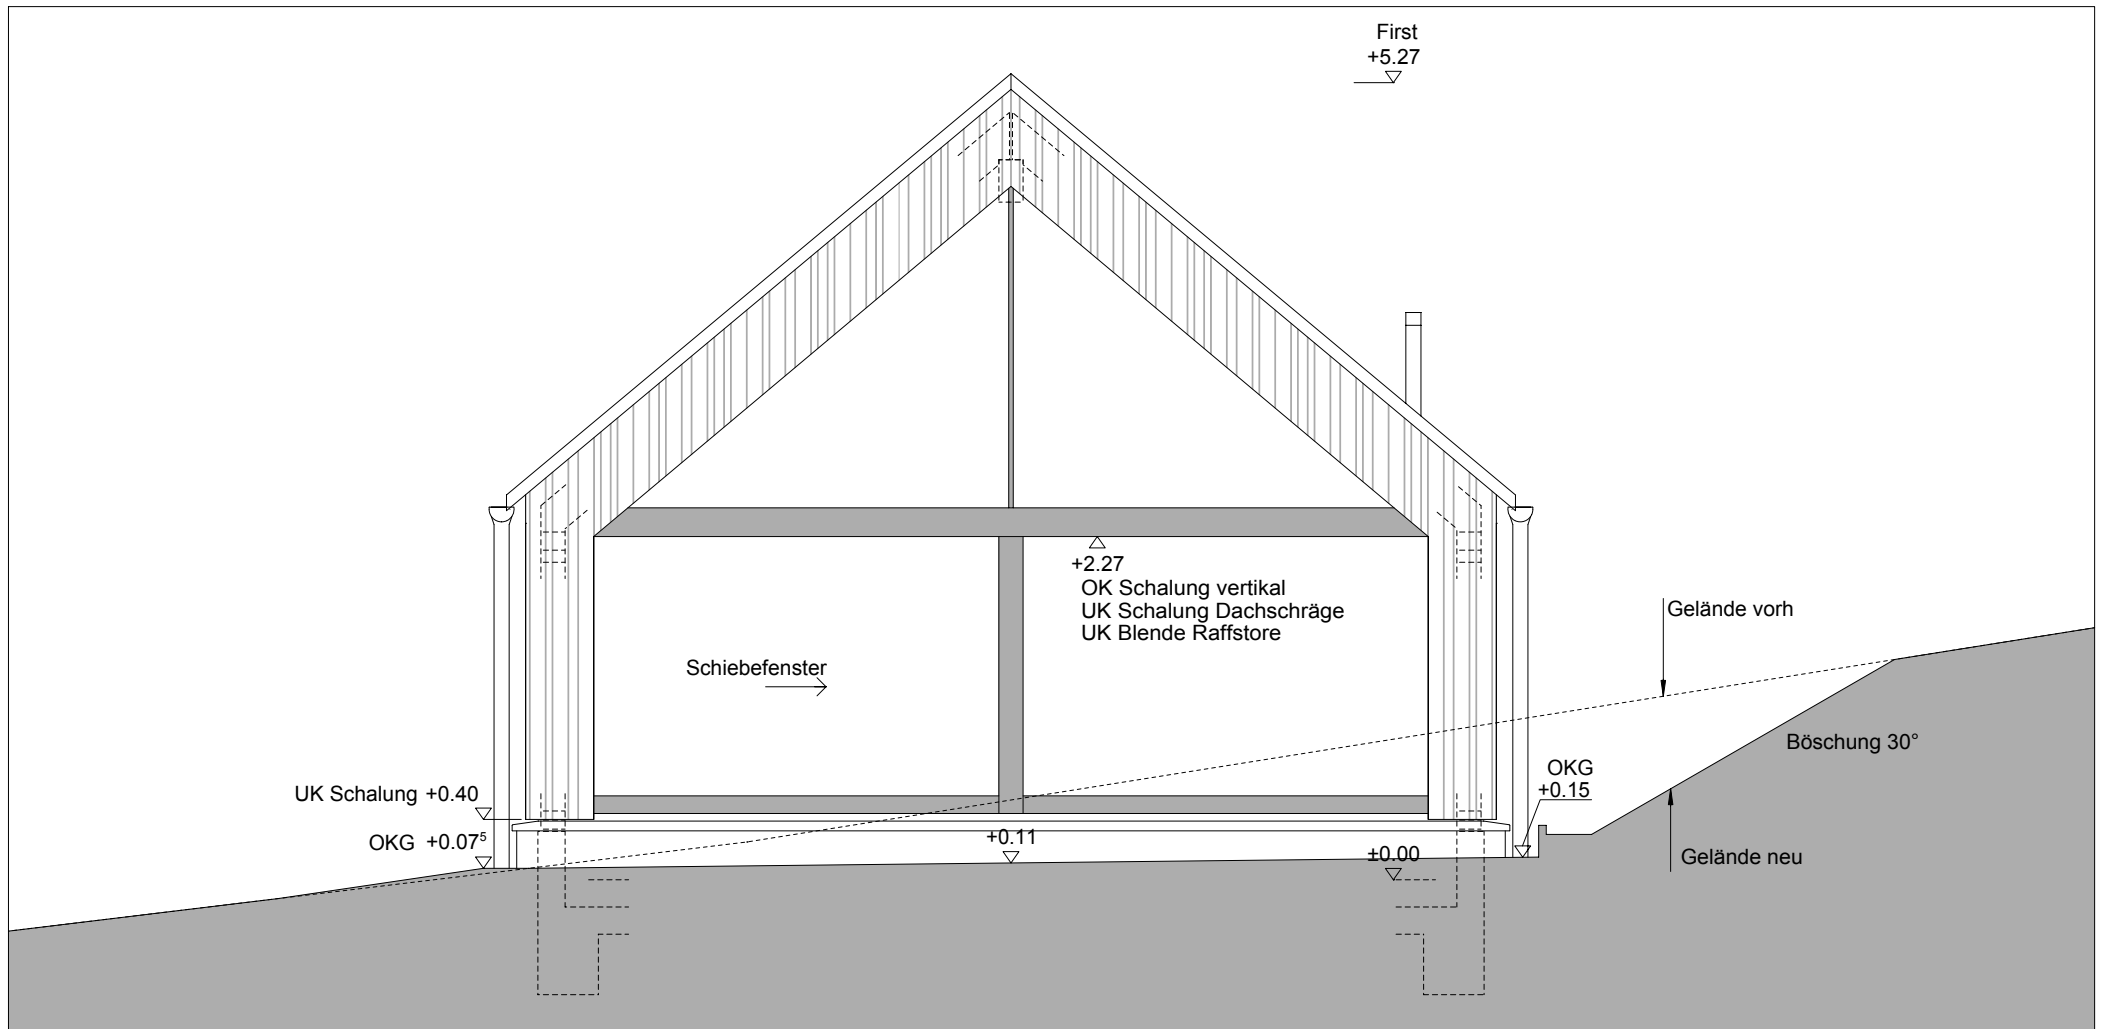 First
+5.27
+2.27
OK Schalung vertikal
UK Schalung Dachschräge
UK Blende Raffstore
Gelände vorh
Schiebefenster
Böschung 30°
OKG
+0.15
UK Schalung +0.40
OKG +0.07⁵
+0.11
±0.00
Gelände neu